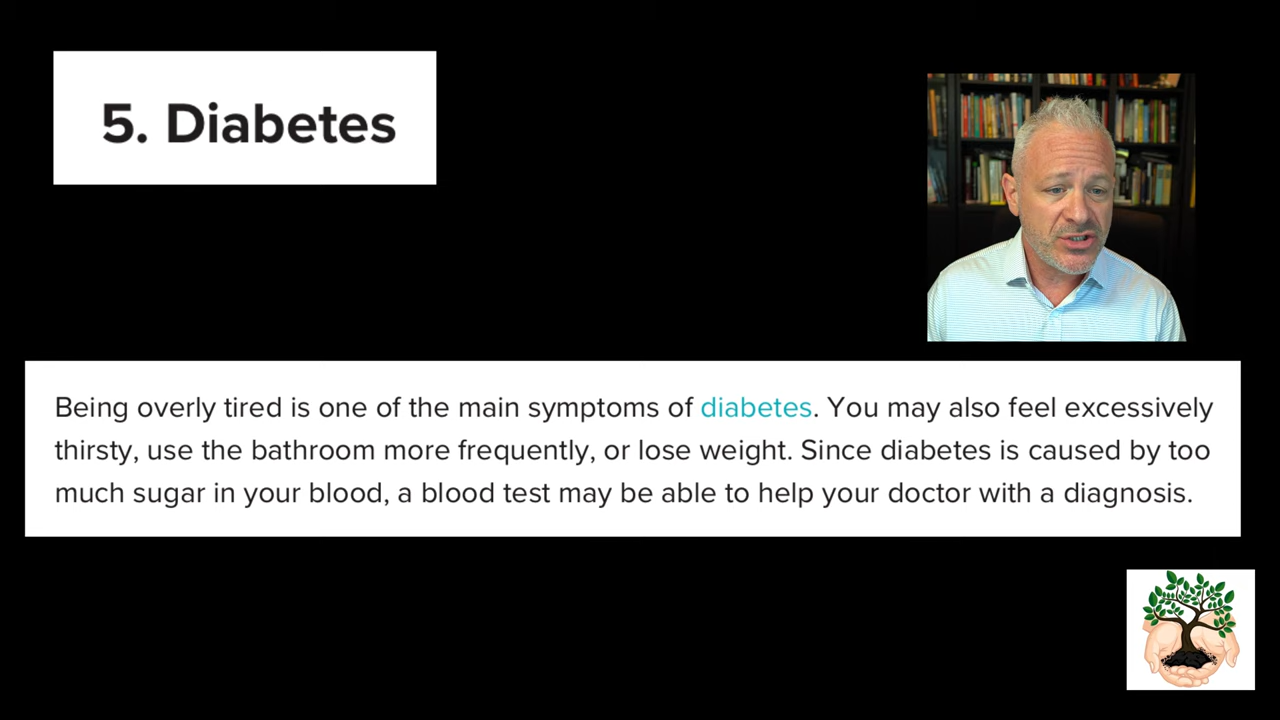 5. Diabetes
Being overly tired is one of the main symptoms of diabetes. You may also feel excessively
thirsty, use the bathroom more frequently, or lose weight. Since diabetes is caused by too
much sugar in your blood, a blood test may be able to help your doctor with a diagnosis.